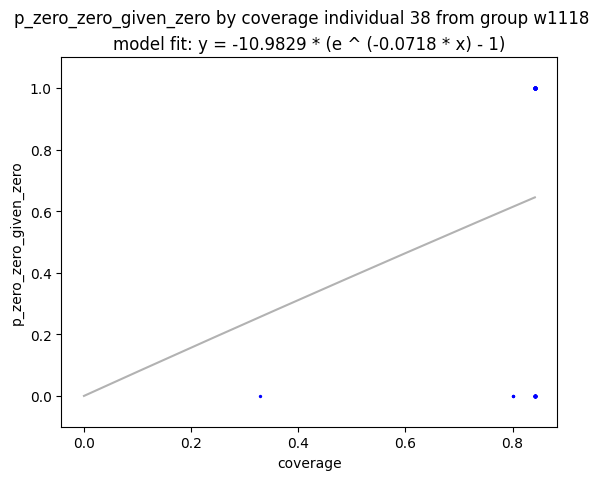 p_zero_zero_given_zero by coverage individual 38 from group w1118
model fit: y = -10.9829 * (e ^ (-0.0718 * x) - 1)
1.0
0.8
0.6
0.4
0.2
0.0
p_zero_zero_given_zero
0.0 0.2 0.4 0.6 0.8
coverage